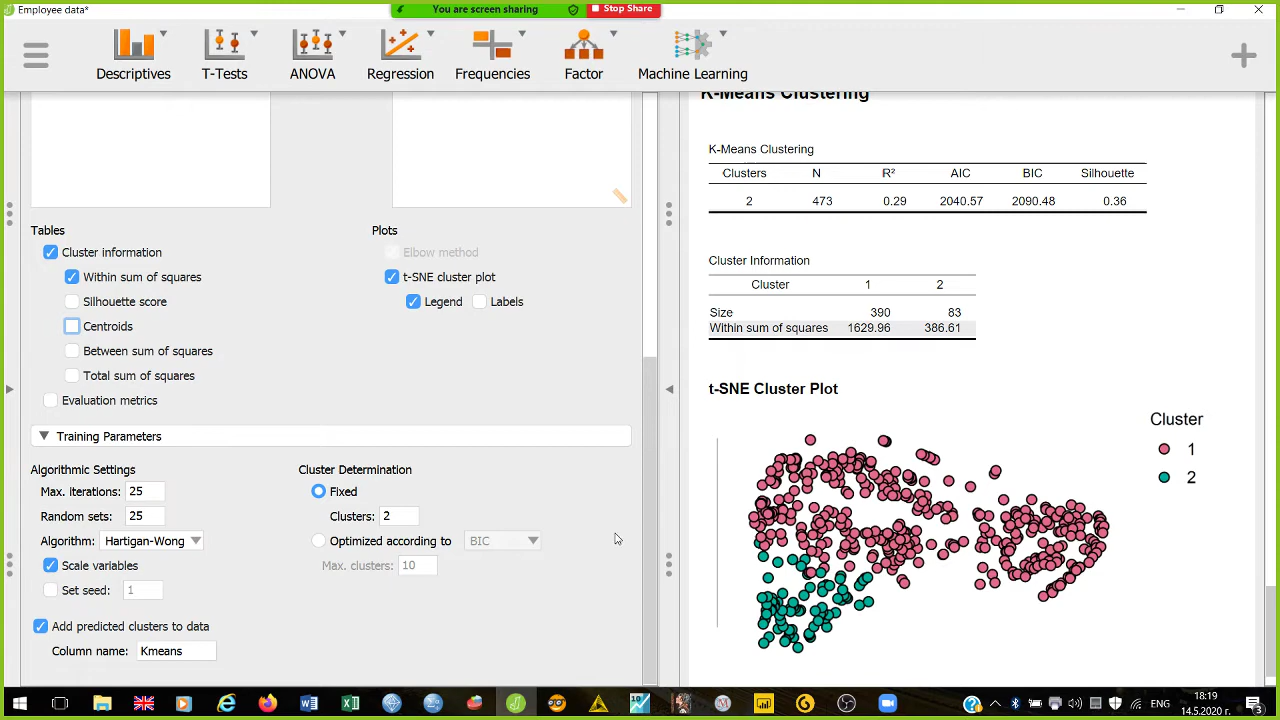 Employee data*
You are screen sharing
Stop Share
Descriptives
T-Tests
ANOVA
Regression
Frequencies
Factor
Machine Learning
Tables
Cluster information
Within sum of squares
Silhouette score
Centroids
Between sum of squares
Total sum of squares
Evaluation metrics
Plots
Elbow method
t-SNE cluster plot
Legend Labels
Training Parameters
Algorithmic Settings
Max. iterations: 25
Random sets: 25
Algorithm: Hartigan-Wong
Scale variables
Set seed: 1
Cluster Determination
Fixed
Clusters: 2
Optimized according to BIC
Max. clusters: 10
Add predicted clusters to data
Column name: Kmeans
K-Means Clustering
K-Means Clustering
Clusters N R² AIC BIC Silhouette
2 473 0.29 2040.57 2090.48 0.36
Cluster Information
Cluster 1 2
Size 390 83
Within sum of squares 1629.96 386.61
t-SNE Cluster Plot
Cluster
1
2
10
ENG
18:19
14.5.2020.
3